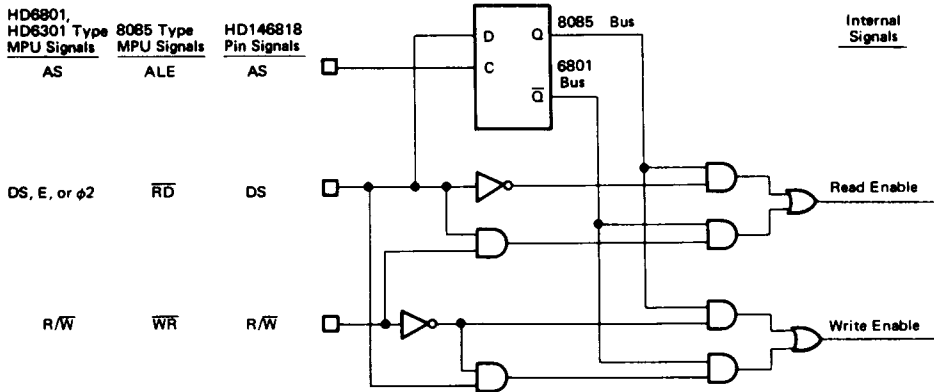 HD6801,
HD6301 Type 8085 Type HD146818
MPU Signals MPU Signals Pin Signals
AS ALE AS
D Q 8085 Bus
C 6801
Bus
Q̅
Internal
Signals
DS, E, or φ2 R̅D̅ DS
Read Enable
R/W̅ W̅R̅ R/W̅
Write Enable